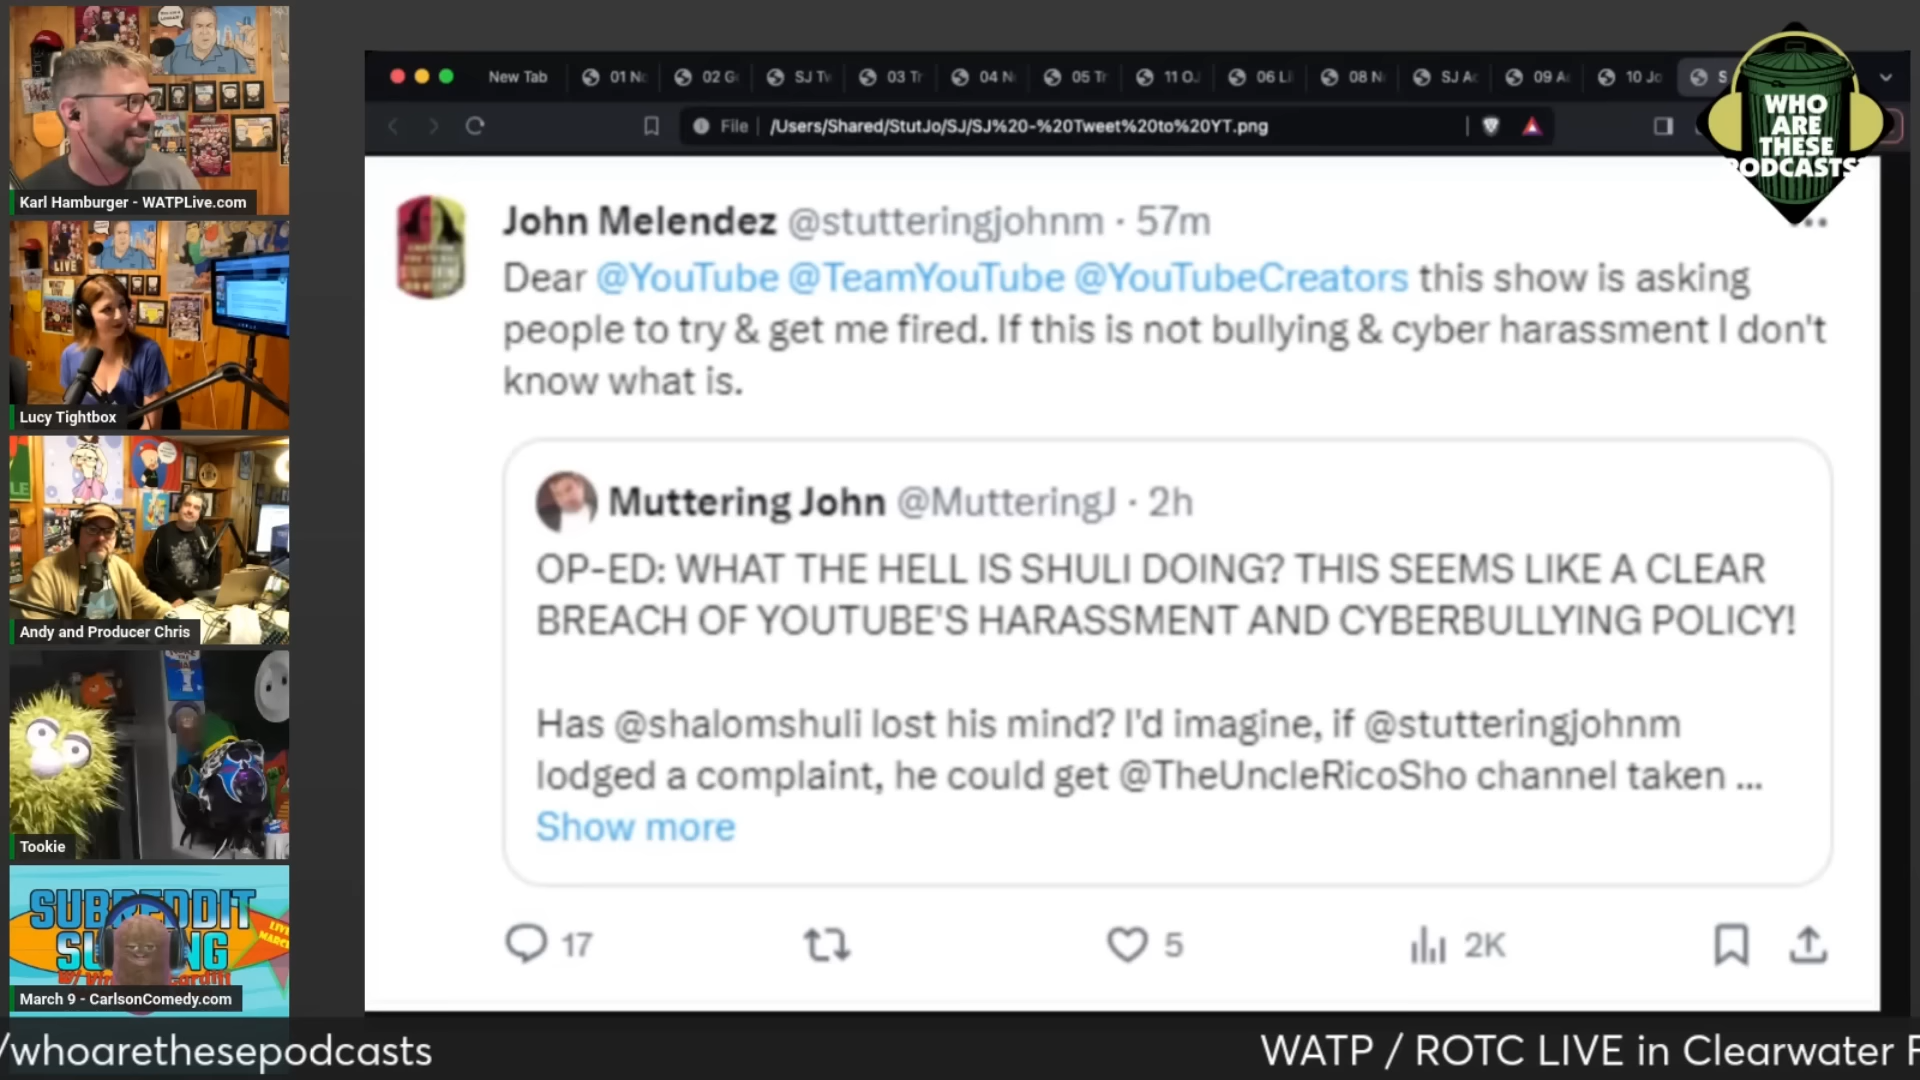 New Tab
01 Nc
02 G
SJ Tv
03 Tr
04 N
05 Tr
11 OJ
06 Li
08 N
SJ A
09 A
10 Jo
S
File /Users/Shared/StutJo/SJ/SJ%20-%20Tweet%20to%20YT.png
WHO
ARE
THESE
PODCASTS
John Melendez @stutteringjohnm · 57m
Dear @YouTube @TeamYouTube @YouTubeCreators this show is asking
people to try & get me fired. If this is not bullying & cyber harassment I don't
know what is.
Muttering John @MutteringJ · 2h
OP-ED: WHAT THE HELL IS SHULI DOING? THIS SEEMS LIKE A CLEAR
BREACH OF YOUTUBE'S HARASSMENT AND CYBERBULLYING POLICY!
Has @shalomshuli lost his mind? I'd imagine, if @stutteringjohnm
lodged a complaint, he could get @TheUncleRicoSho channel taken ...
Show more
17
5
2K
Karl Hamburger - WATPLive.com
LIVE
Lucy Tightbox
Andy and Producer Chris
Tookie
SUBREDDIT
March 9 - CarlsonComedy.com
/whoarethesepodcasts
WATP / ROTC LIVE in Clearwater F